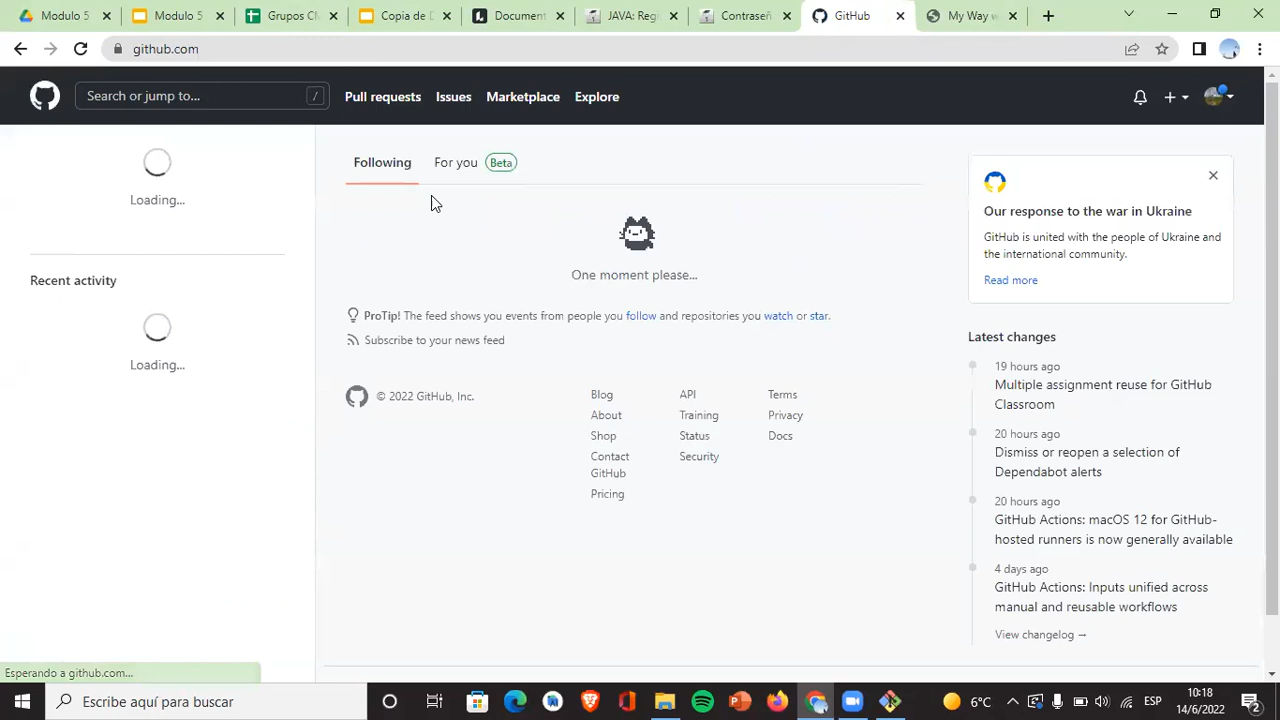 Modulo 5
Modulo 5
Grupos Cl
Copia de D
Document
JAVA: Reg
Contraseñ
GitHub
My Way w
github.com
Search or jump to...
/
Pull requests
Issues
Marketplace
Explore
Loading...
Recent activity
Loading...
Following
For you
Beta
One moment please...
ProTip! The feed shows you events from people you follow and repositories you watch or star.
Subscribe to your news feed
© 2022 GitHub, Inc.
Blog
About
Shop
Contact
GitHub
Pricing
API
Training
Status
Security
Terms
Privacy
Docs
Our response to the war in Ukraine
GitHub is united with the people of Ukraine and
the international community.
Read more
Latest changes
19 hours ago
Multiple assignment reuse for GitHub
Classroom
20 hours ago
Dismiss or reopen a selection of
Dependabot alerts
20 hours ago
GitHub Actions: macOS 12 for GitHub-
hosted runners is now generally available
4 days ago
GitHub Actions: Inputs unified across
manual and reusable workflows
View changelog →
Esperando a github.com...
Escribe aquí para buscar
6°C
ESP
10:18
14/6/2022
2